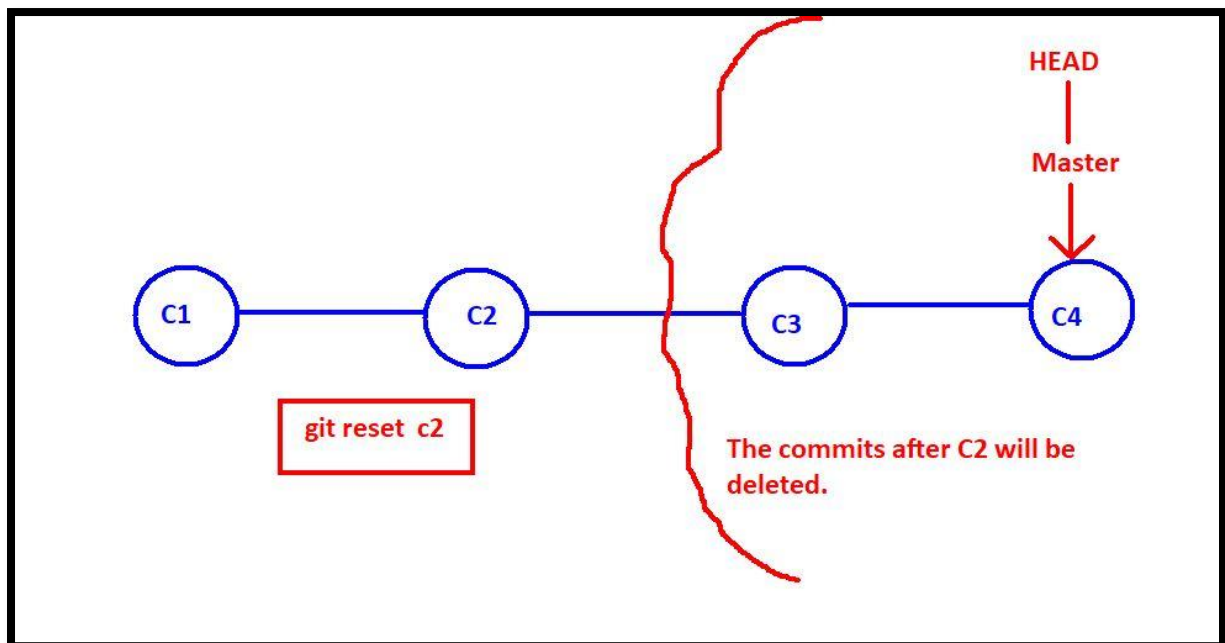 HEAD
Master
C1
C2
C3
C4
git reset c2
The commits after C2 will be
deleted.